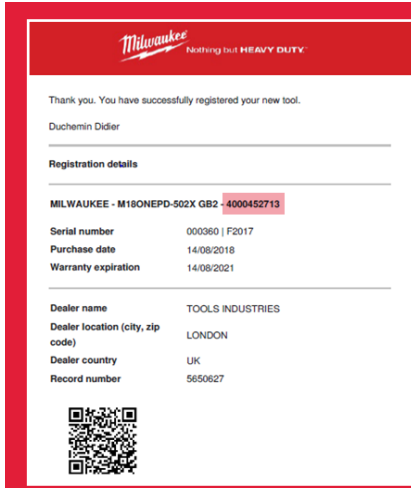 Milwaukee
Nothing but HEAVY DUTY.
Thank you. You have successfully registered your new tool.
Duchemin Didier
Registration details
MILWAUKEE - M18ONEPD-502X GB2 - 4000452713
Serial number 000360 | F2017
Purchase date 14/08/2018
Warranty expiration 14/08/2021
Dealer name TOOLS INDUSTRIES
Dealer location (city, zip
code) LONDON
Dealer country UK
Record number 5650627